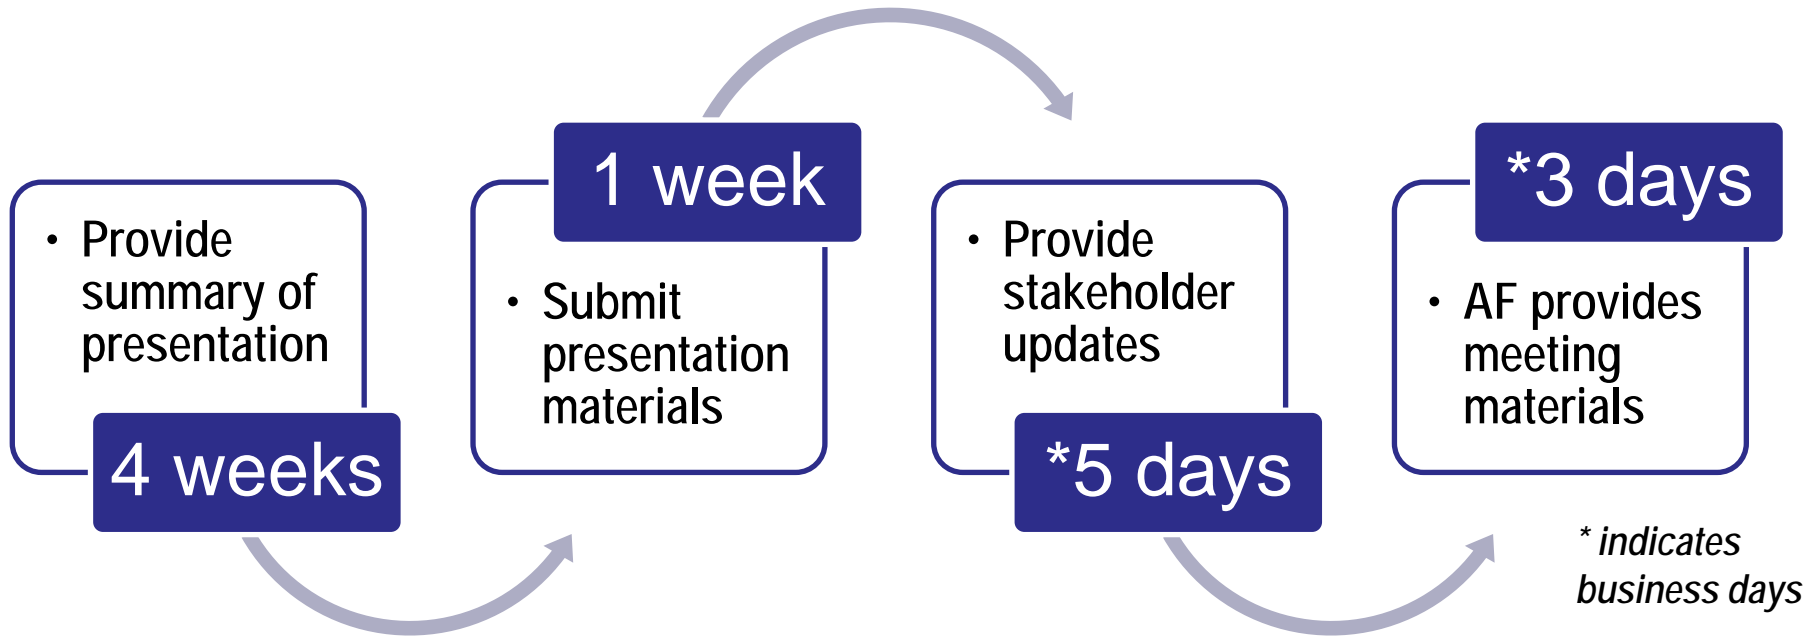 • Provide
summary of
presentation
4 weeks
1 week
• Submit
presentation
materials
• Provide
stakeholder
updates
*5 days
*3 days
• AF provides
meeting
materials
* indicates
business days